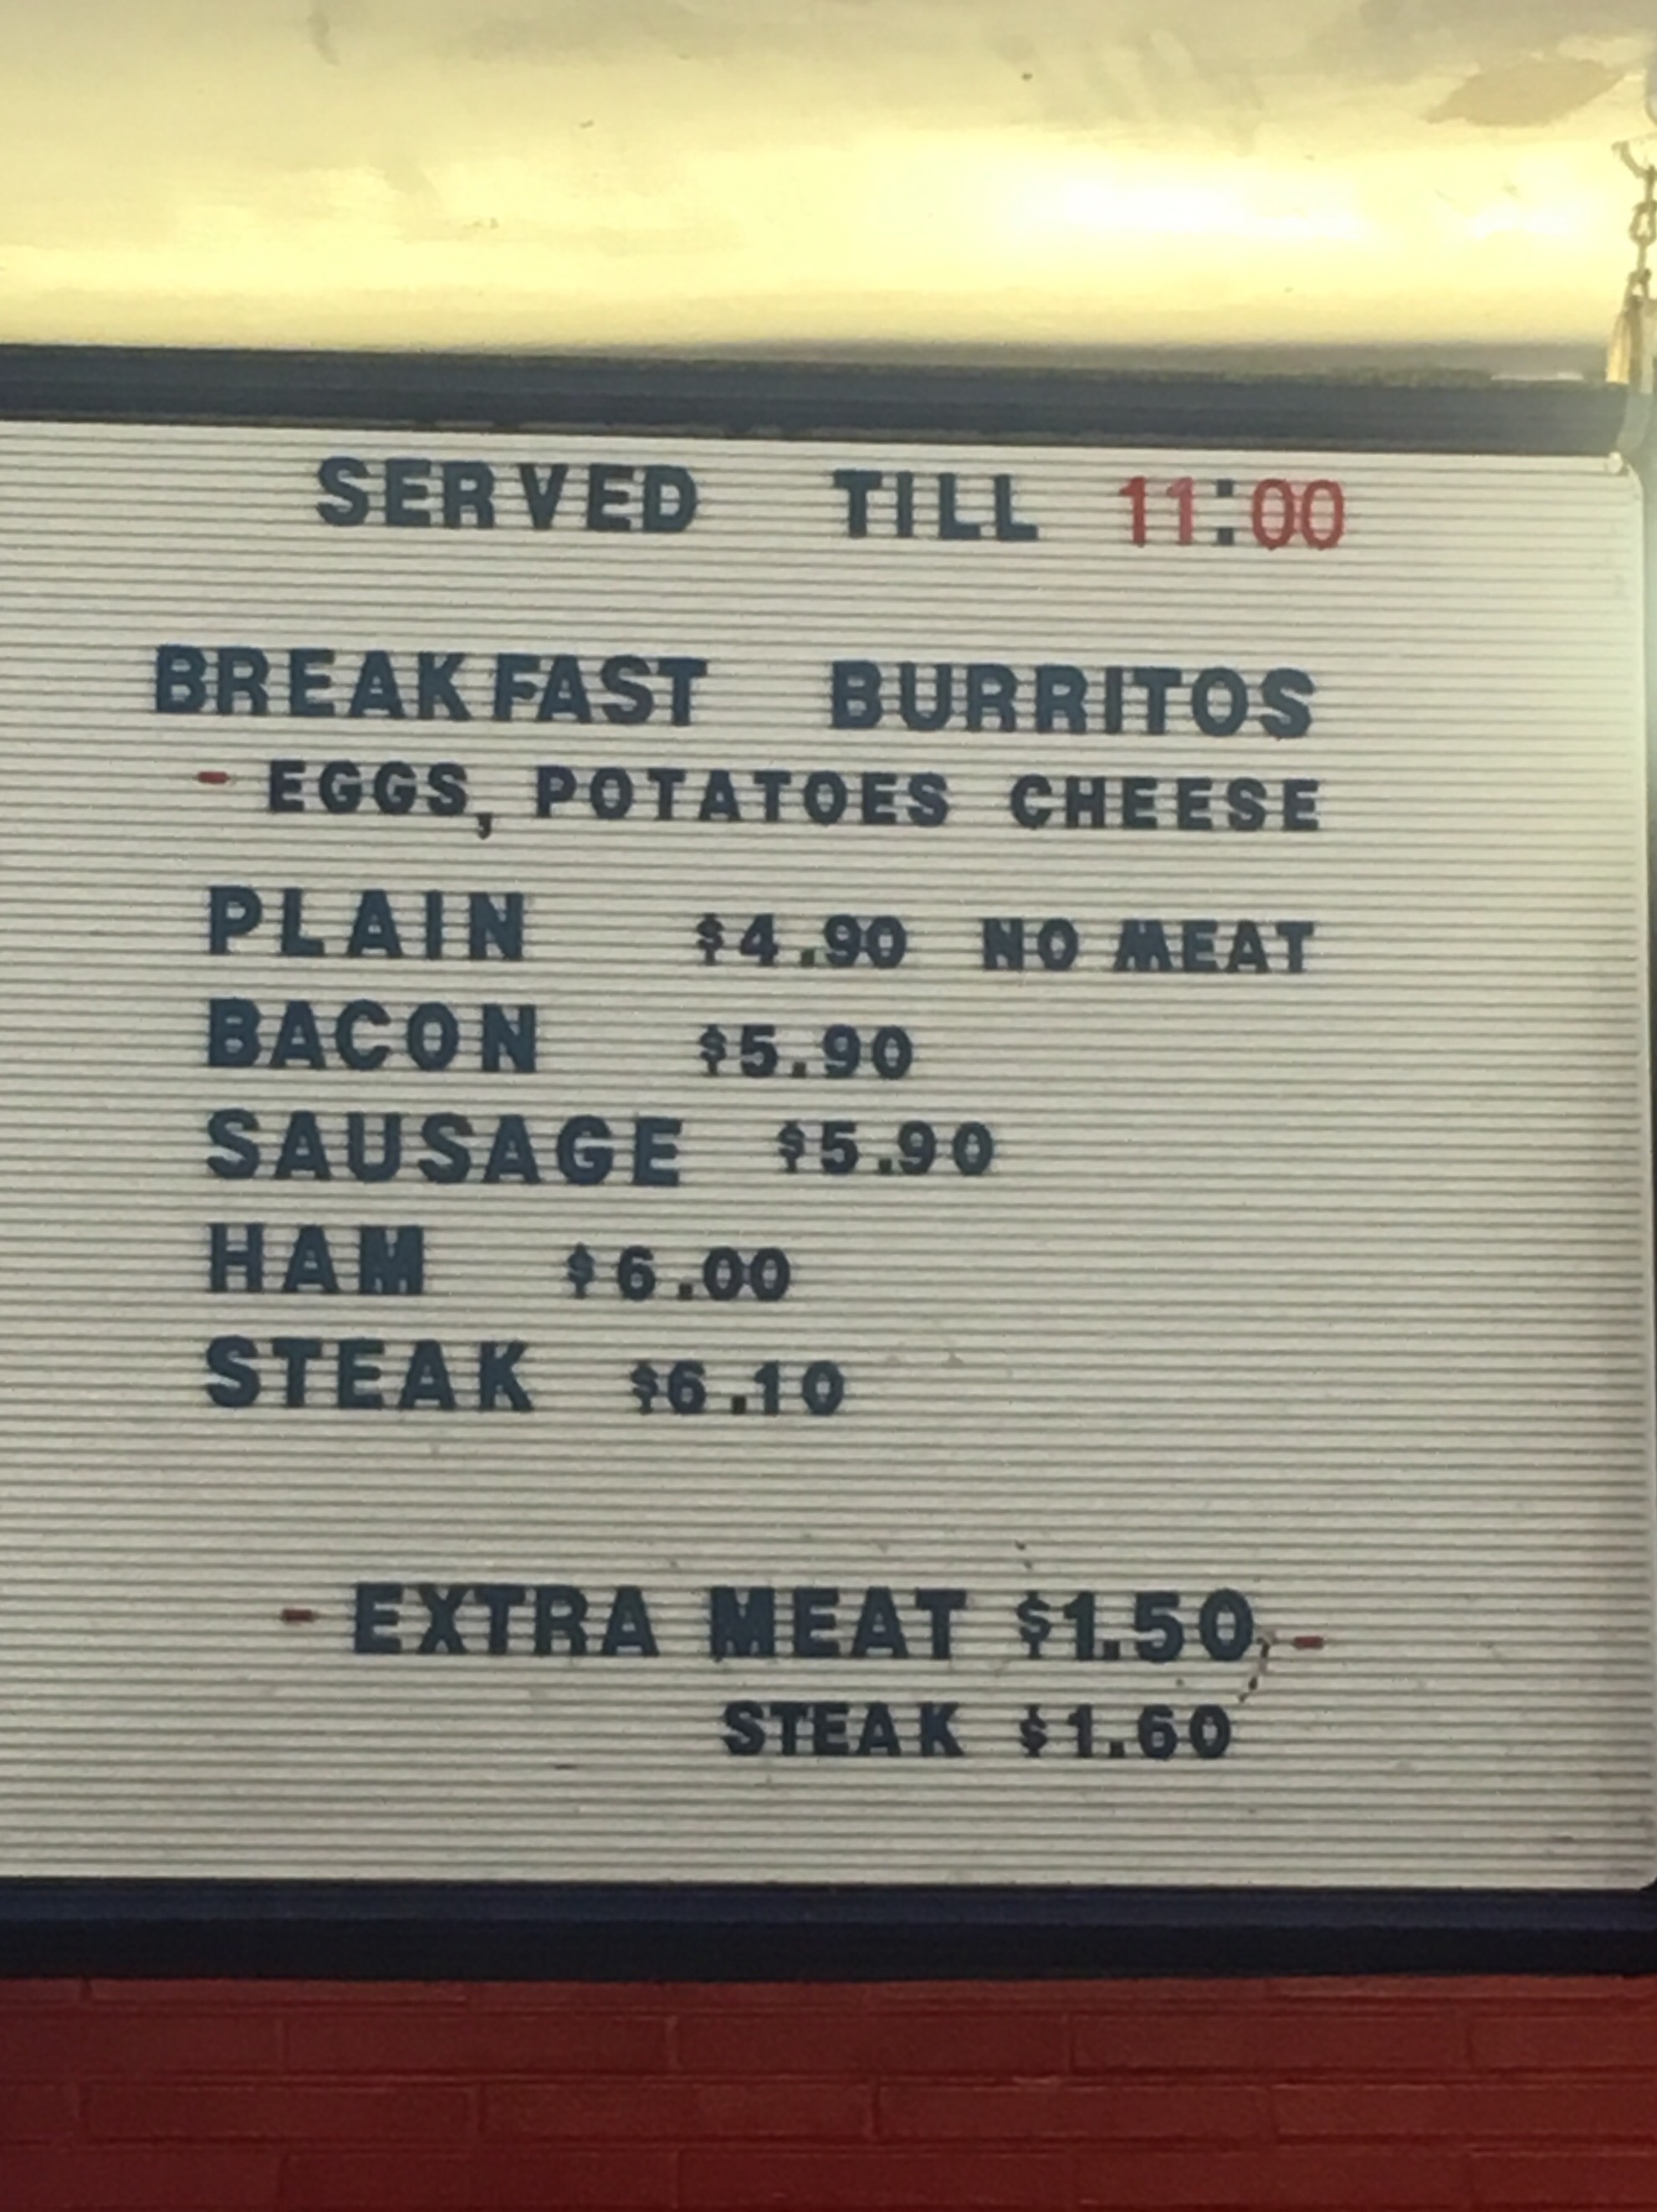 SERVED TILL 11:00
BREAKFAST BURRITOS
- EGGS, POTATOES CHEESE
PLAIN $4.90 NO MEAT
BACON $5.90
SAUSAGE $5.90
HAM $6.00
STEAK $6.10
- EXTRA MEAT $1.50 -
STEAK $1.60